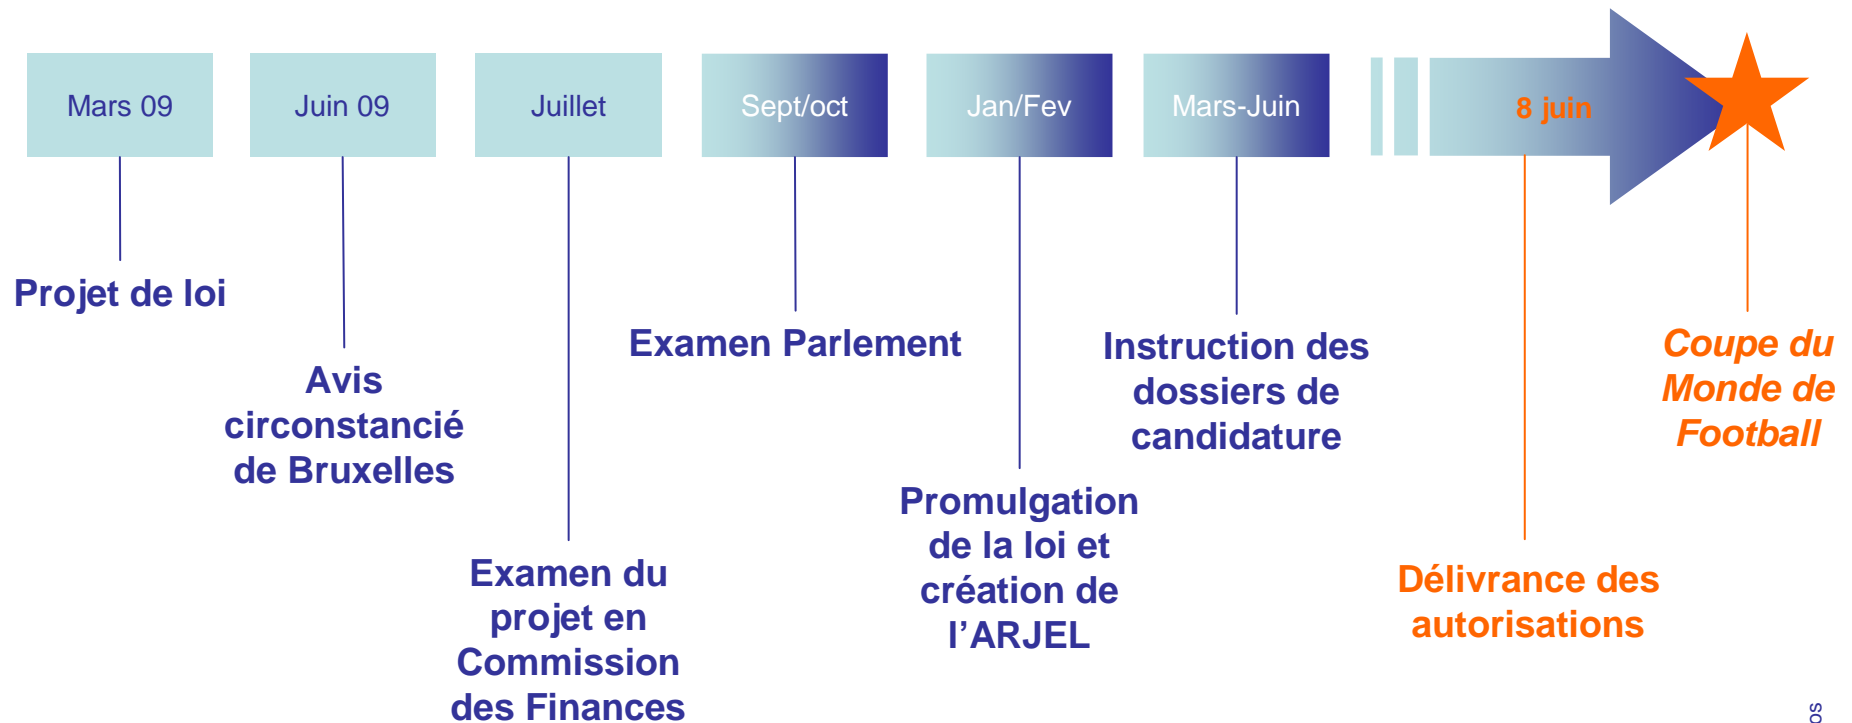 Mars 09
Juin 09
Juillet
Sept/oct
Jan/Fev
Mars-Juin
8 juin
Projet de loi
Avis
circonstancié
de Bruxelles
Examen du
projet en
Commission
des Finances
Examen Parlement
Promulgation
de la loi et
création de
l’ARJEL
Instruction des
dossiers de
candidature
Délivrance des
autorisations
Coupe du
Monde de
Football
os